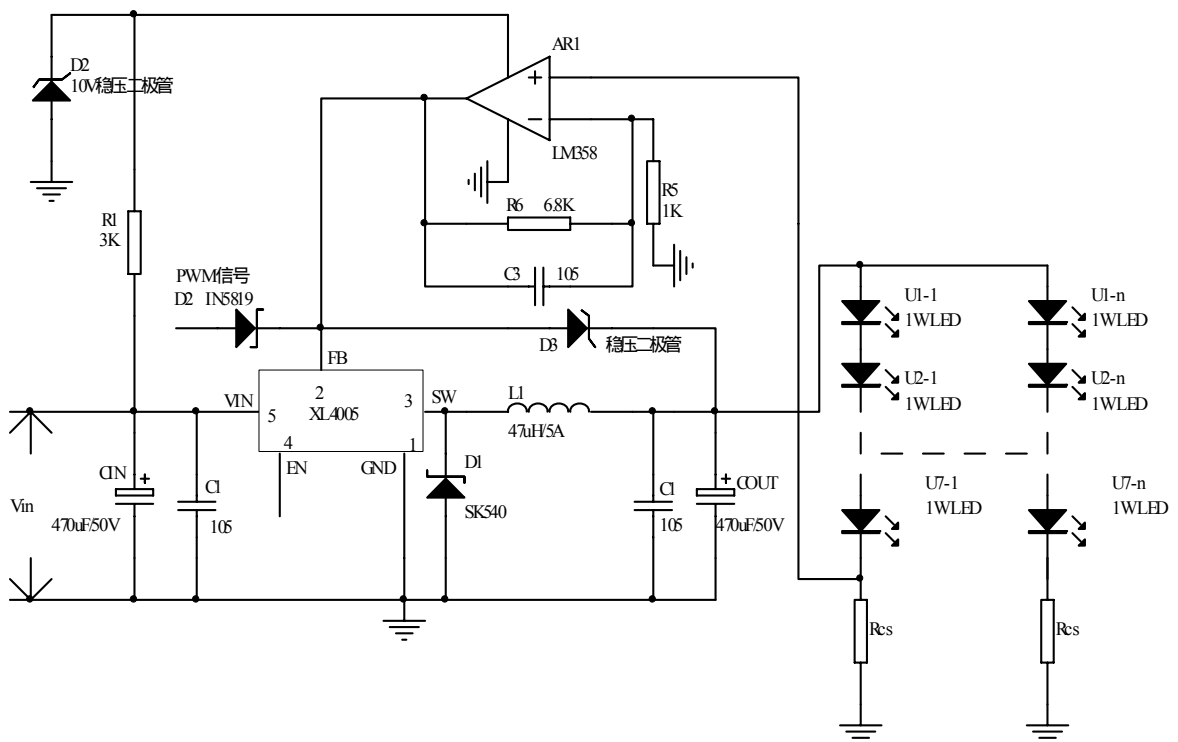 AR1
D2
10V稳压二极管
+
−
LM358
R5
1K
R6 6.8K
R1
3K
C3 105
PWM信号
D2 IN5819
U1-1
1WLED
U1-n
1WLED
D3 稳压二极管
FB
2
U2-1
1WLED
U2-n
1WLED
VIN
5
XL4005
3
SW
L1
47uH/5A
4
1
EN
GND
D1
SK540
CIN
+
470uF/50V
C1
105
Vin
C1
105
+
COUT
470uF/50V
U7-1
1WLED
U7-n
1WLED
Rcs
Rcs